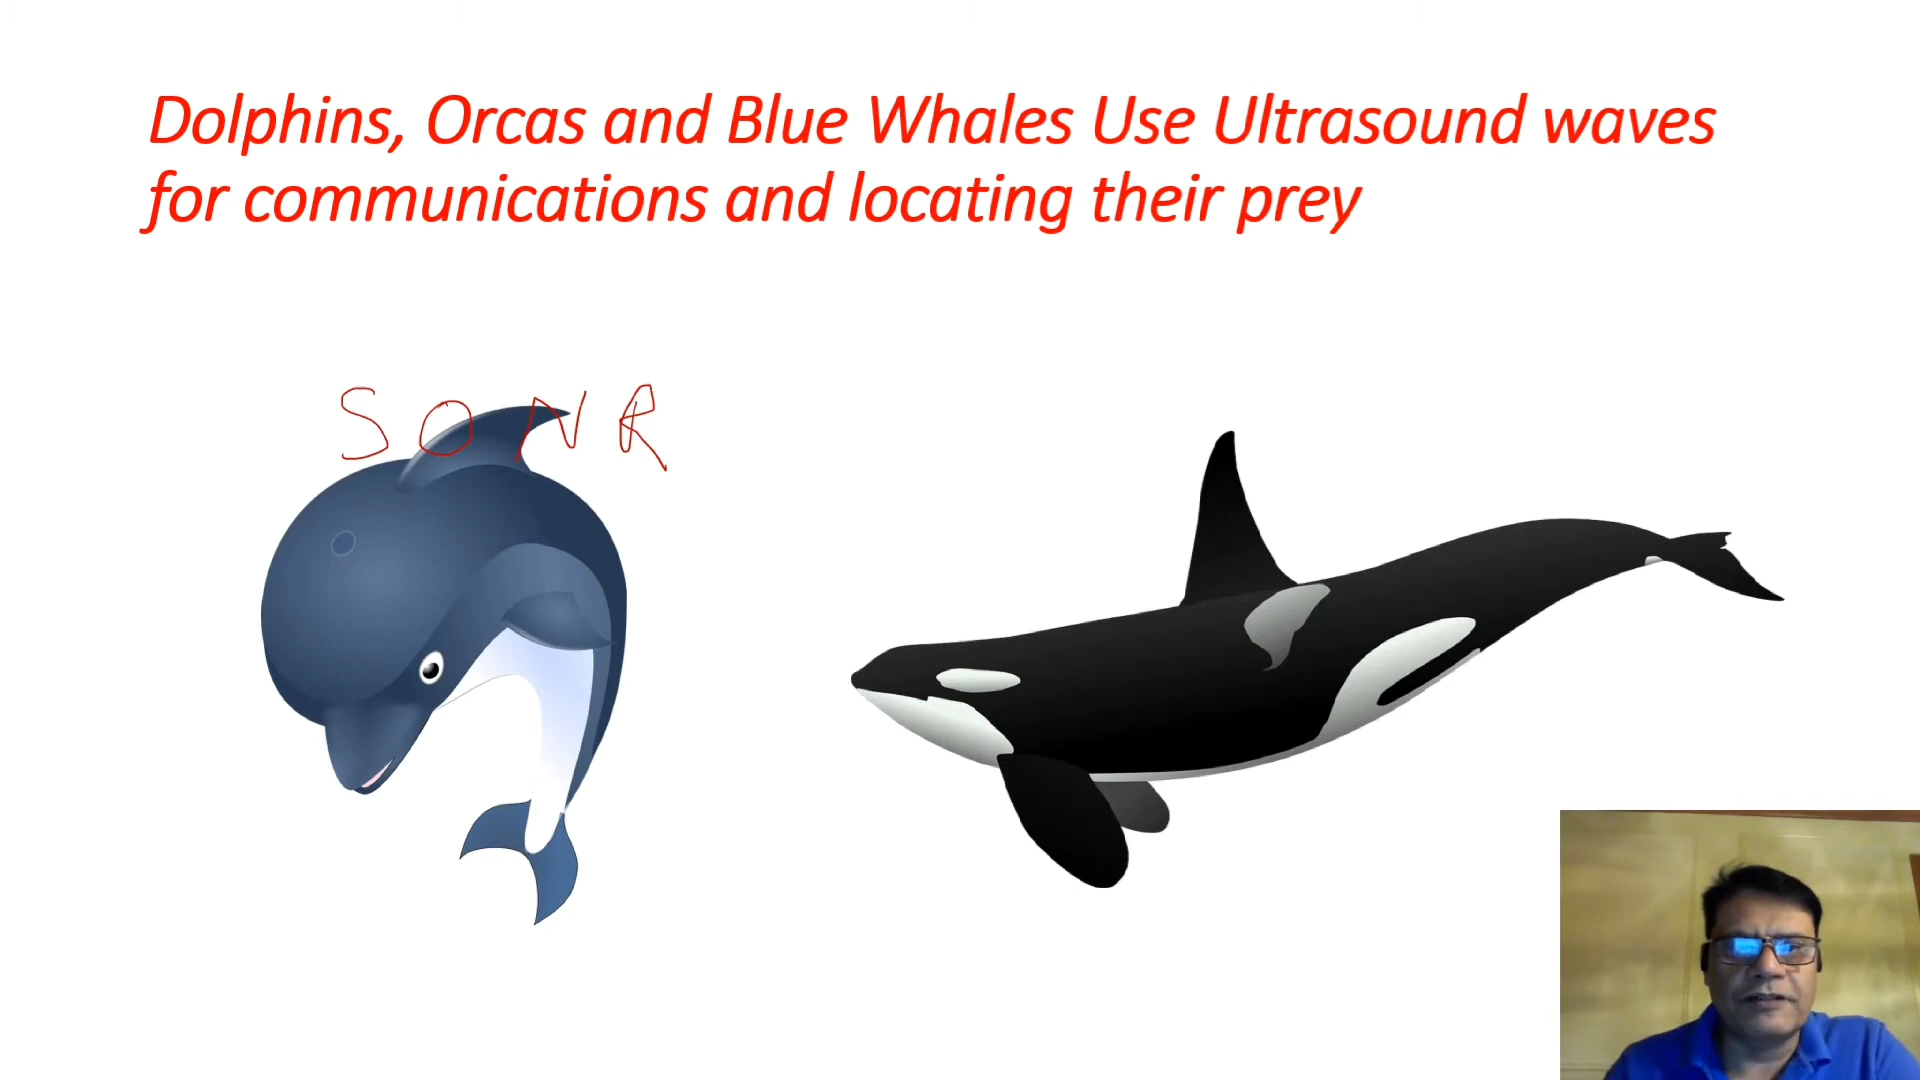 Dolphins, Orcas and Blue Whales Use Ultrasound waves
for communications and locating their prey
SONR